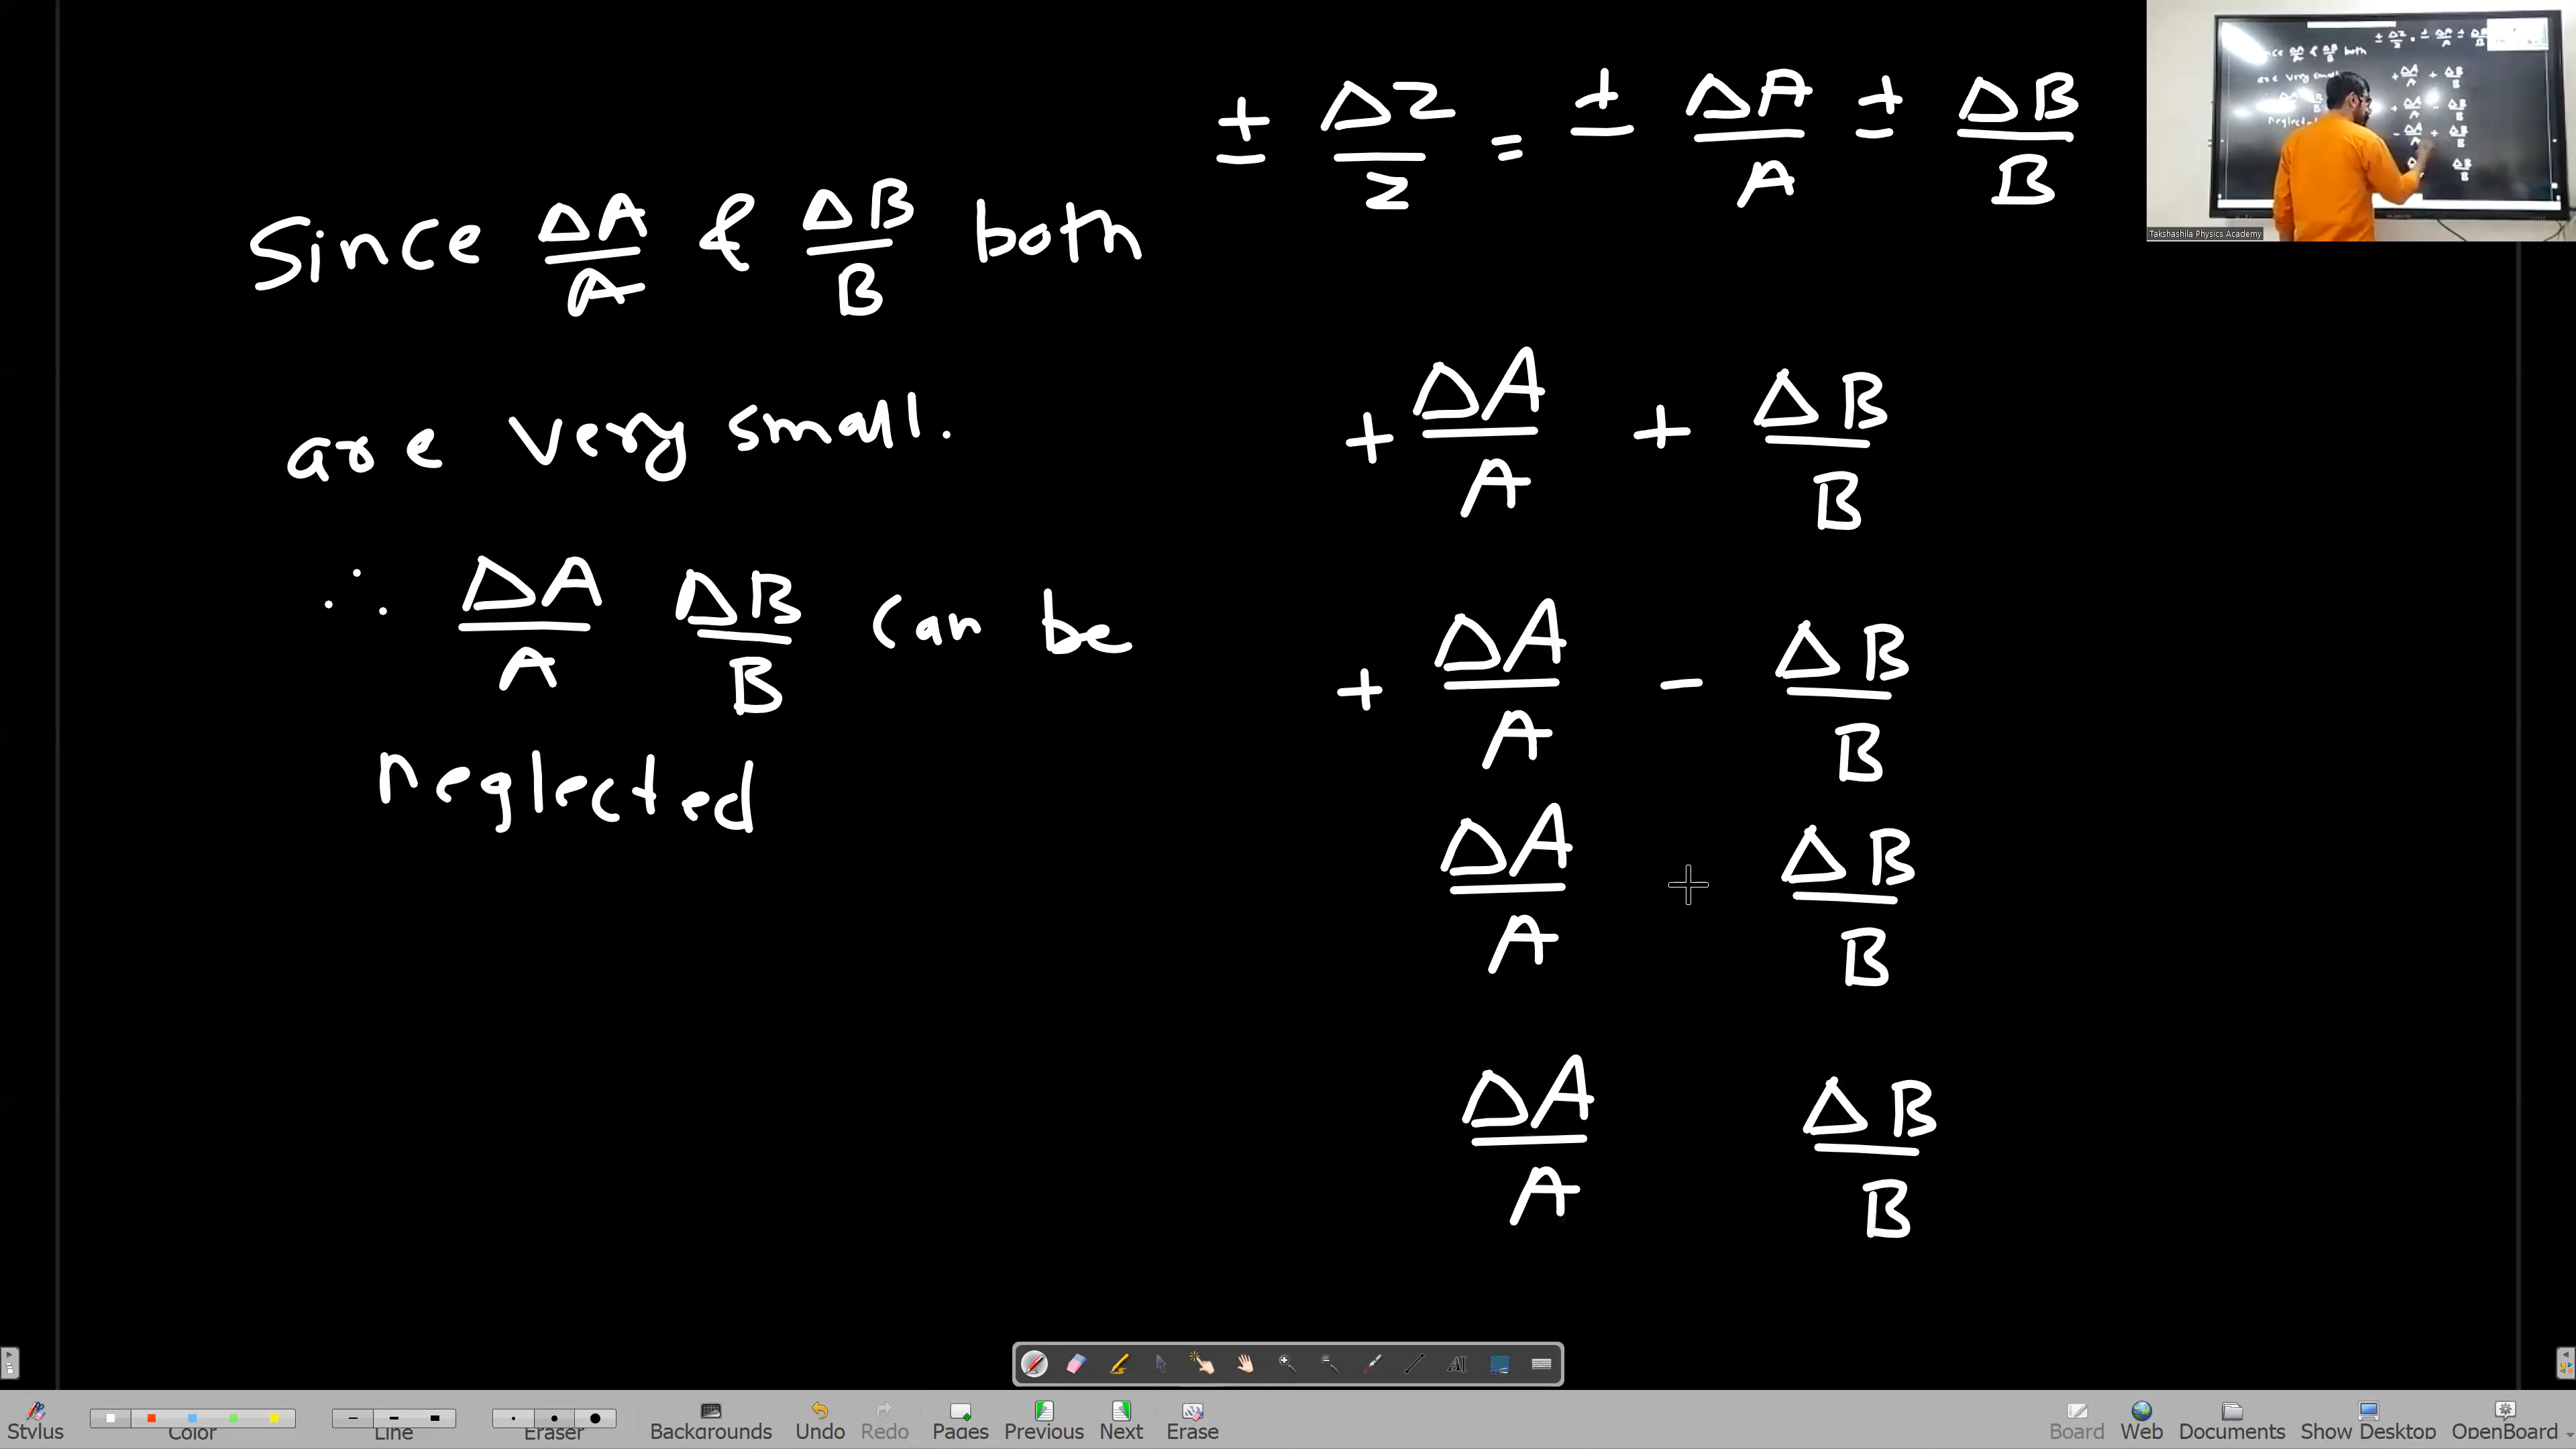 ± ΔZ/Z = ± ΔA/A ± ΔB/B
Since ΔA/A & ΔB/B both
are very small.
∴ ΔA/A ΔB/B can be
neglected
+ ΔA/A + ΔB/B
+ ΔA/A - ΔB/B
ΔA/A ΔB/B
ΔA/A ΔB/B
Takshashila Physics Academy
Stylus Color Line Eraser Backgrounds Undo Redo Pages Previous Next Erase Board Web Documents Show Desktop OpenBoard